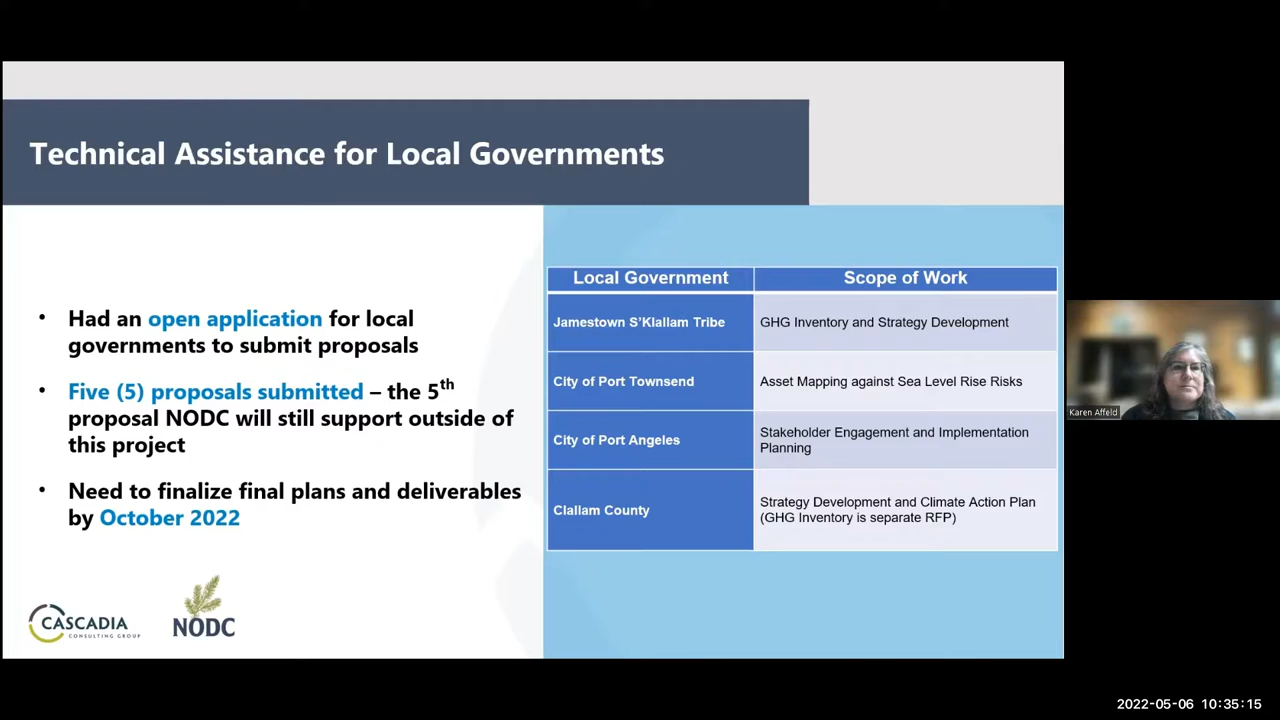 Technical Assistance for Local Governments
• Had an open application for local
governments to submit proposals
• Five (5) proposals submitted – the 5th
proposal NODC will still support outside of
this project
• Need to finalize final plans and deliverables
by October 2022
CASCADIA
CONSULTING GROUP
NODC
Local Government Scope of Work
Jamestown S'Klallam Tribe GHG Inventory and Strategy Development
City of Port Townsend Asset Mapping against Sea Level Rise Risks
City of Port Angeles Stakeholder Engagement and Implementation
Planning
Clallam County Strategy Development and Climate Action Plan
(GHG Inventory is separate RFP)
Karen Affeld
2022-05-06 10:35:15